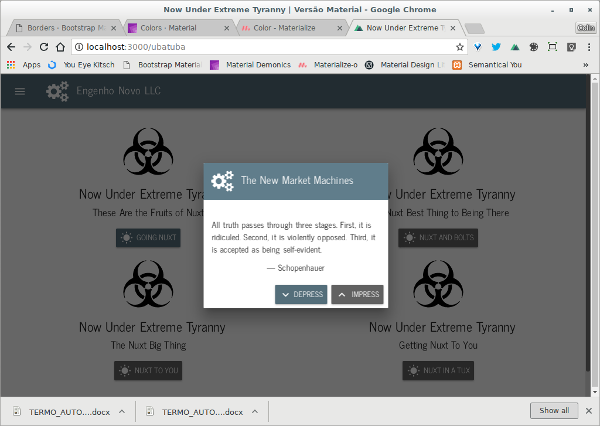 Now Under Extreme Tyranny | Versão Material - Google Chrome
Borders - Bootstrap M
Colors - Material
Color - Materialize
Now Under Extreme T
Colin
localhost:3000/ubatuba
Apps
You Eye Kitsch
Bootstrap Material
Material Demonics
Materialize-o
Material Design Lit
Semantical You
»
Engenho Novo LLC
Now Under Extreme Tyranny
These Are the Fruits of Nuxt
GOING NUXT
Tyranny
Nuxt Best Thing to Being There
NUXT AND BOLTS
The New Market Machines
All truth passes through three stages. First, it is
ridiculed. Second, it is violently opposed. Third, it
is accepted as being self-evident.
— Schopenhauer
DEPRESS
IMPRESS
Now Under Extreme Tyranny
The Nuxt Big Thing
NUXT TO YOU
Now Under Extreme Tyranny
Getting Nuxt To You
NUXT IN A TUX
TERMO_AUTO....docx
TERMO_AUTO....docx
Show all